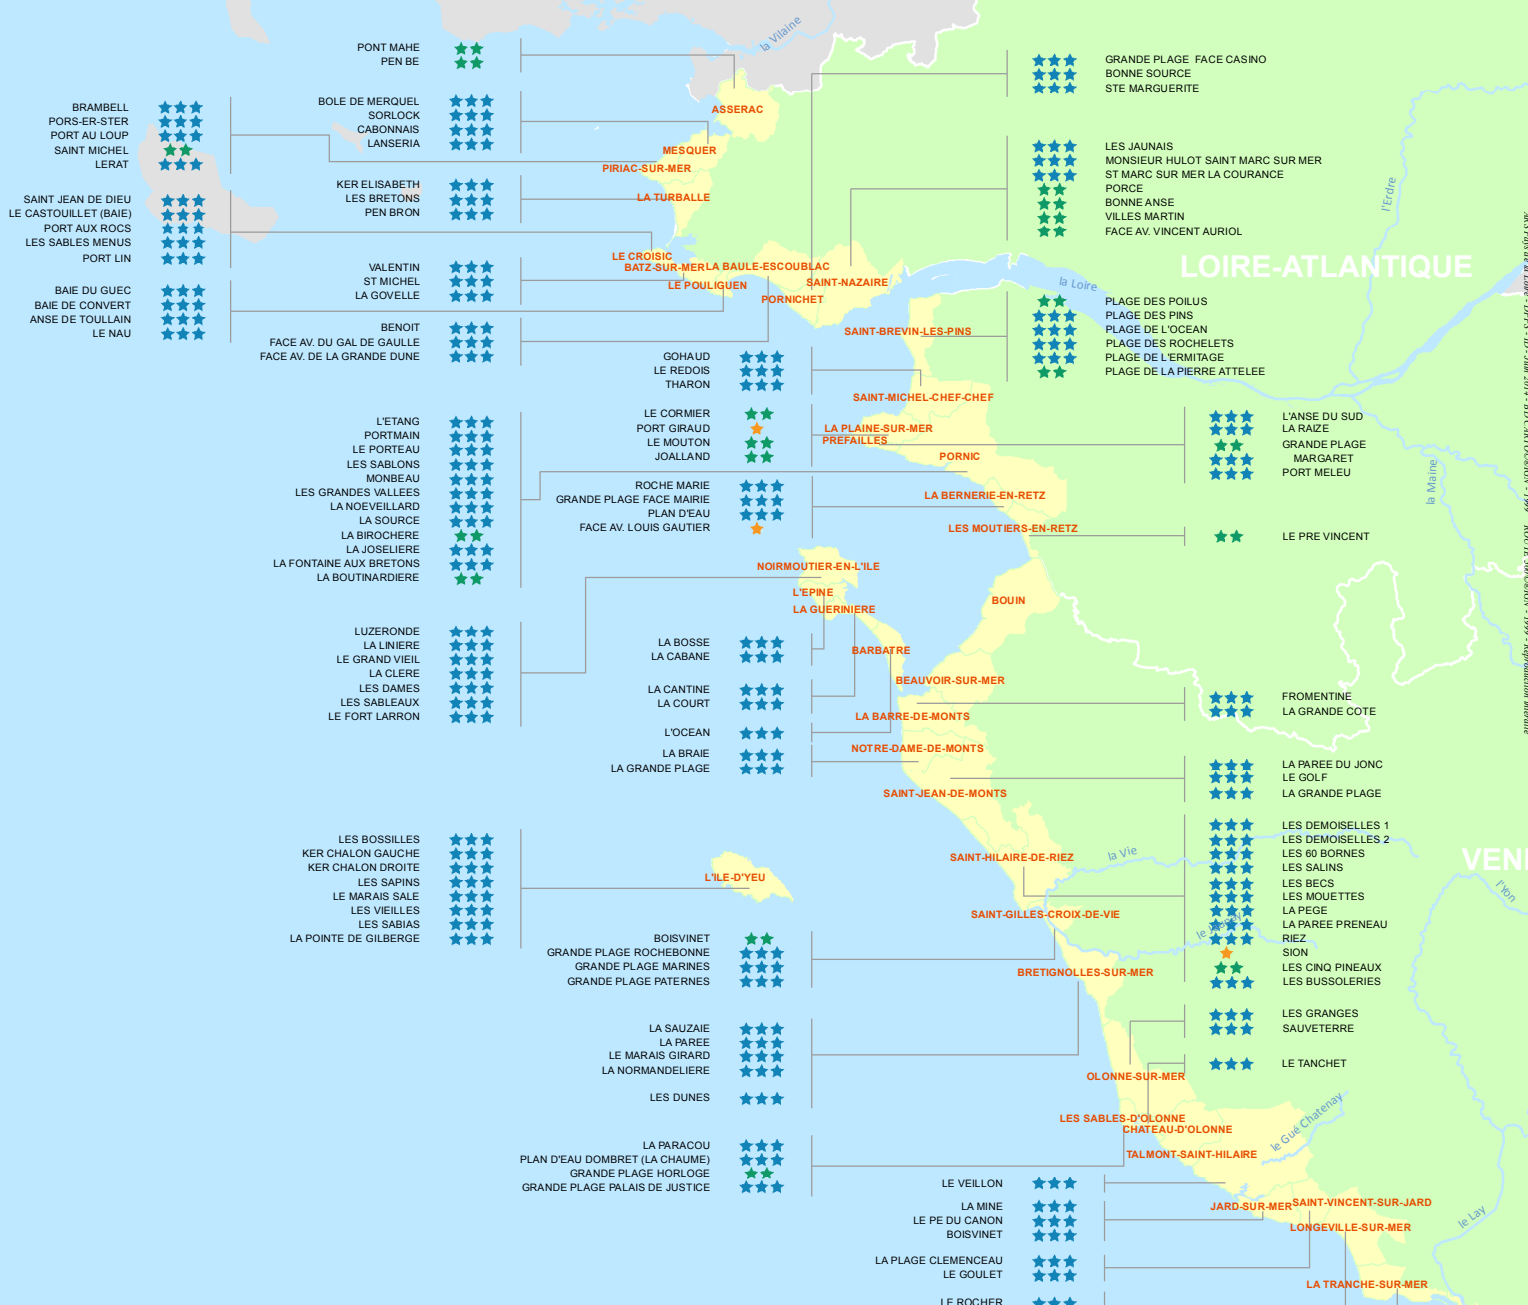 la Vilaine
PONT MAHE
PEN BE
GRANDE PLAGE FACE CASINO
BONNE SOURCE
STE MARGUERITE
BRAMBELL
PORS-ER-STER
PORT AU LOUP
SAINT MICHEL
LERAT
BOLE DE MERQUEL
SORLOCK
CABONNAIS
LANSERIA
ASSERAC
MESQUER
PIRIAC-SUR-MER
LA TURBALLE
LES JAUNAIS
MONSIEUR HULOT SAINT MARC SUR MER
ST MARC SUR MER LA COURANCE
PORCE
BONNE ANSE
VILLES MARTIN
FACE AV. VINCENT AURIOL
l'Erdre
KER ELISABETH
LES BRETONS
PEN BRON
SAINT JEAN DE DIEU
LE CASTOUILLET (BAIE)
PORT AUX ROCS
LES SABLES MENUS
PORT LIN
LE CROISIC
BATZ-SUR-MER
LA BAULE-ESCOUBLAC
LE POULIGUEN
SAINT-NAZAIRE
PORNICHET
LOIRE-ATLANTIQUE
la Loire
VALENTIN
ST MICHEL
LA GOVELLE
BAIE DU GUEC
BAIE DE CONVERT
ANSE DE TOULLAIN
LE NAU
BENOIT
FACE AV. DU GAL DE GAULLE
FACE AV. DE LA GRANDE DUNE
SAINT-BREVIN-LES-PINS
PLAGE DES POILUS
PLAGE DES PINS
PLAGE DE L'OCEAN
PLAGE DES ROCHELETS
PLAGE DE L'ERMITAGE
PLAGE DE LA PIERRE ATTELEE
GOHAUD
LE REDOIS
THARON
SAINT-MICHEL-CHEF-CHEF
LE CORMIER
PORT GIRAUD
LE MOUTON
JOALLAND
LA PLAINE-SUR-MER
PREFAILLES
PORNIC
L'ANSE DU SUD
LA RAIZE
GRANDE PLAGE
MARGARET
PORT MELEU
la Maine
L'ETANG
PORTMAIN
LE PORTEAU
LES SABLONS
MONBEAU
LES GRANDES VALLEES
LA NOEVEILLARD
LA SOURCE
LA BIROCHERE
LA JOSELIERE
LA FONTAINE AUX BRETONS
LA BOUTINARDIERE
ROCHE MARIE
GRANDE PLAGE FACE MAIRIE
PLAN D'EAU
FACE AV. LOUIS GAUTIER
LA BERNERIE-EN-RETZ
LES MOUTIERS-EN-RETZ
LE PRE VINCENT
NOIRMOUTIER-EN-L'ILE
L'EPINE
LA GUERINIERE
BOUIN
BARBATRE
BEAUVOIR-SUR-MER
LA BARRE-DE-MONTS
NOTRE-DAME-DE-MONTS
SAINT-JEAN-DE-MONTS
LUZERONDE
LA LINIERE
LE GRAND VIEIL
LA CLERE
LES DAMES
LES SABLEAUX
LE FORT LARRON
LA BOSSE
LA CABANE
LA CANTINE
LA COURT
L'OCEAN
LA BRAIE
LA GRANDE PLAGE
FROMENTINE
LA GRANDE COTE
LA PAREE DU JONC
LE GOLF
LA GRANDE PLAGE
LES BOSSILLES
KER CHALON GAUCHE
KER CHALON DROITE
LES SAPINS
LE MARAIS SALE
LES VIEILLES
LES SABIAS
LA POINTE DE GILBERGE
L'ILE-D'YEU
SAINT-HILAIRE-DE-RIEZ
la Vie
SAINT-GILLES-CROIX-DE-VIE
LES DEMOISELLES 1
LES DEMOISELLES 2
LES 60 BORNES
LES SALINS
LES BECS
LES MOUETTES
LA PEGE
LA PAREE PRENEAU
RIEZ
SION
LES CINQ PINEAUX
LES BUSSOLERIES
VEN
l'Yon
BOISVINET
GRANDE PLAGE ROCHEBONNE
GRANDE PLAGE MARINES
GRANDE PLAGE PATERNES
BRETIGNOLLES-SUR-MER
LA SAUZAIE
LA PAREE
LE MARAIS GIRARD
LA NORMANDELIERE
LES DUNES
LES GRANGES
SAUVETERRE
LE TANCHET
OLONNE-SUR-MER
LES SABLES-D'OLONNE
CHATEAU-D'OLONNE
TALMONT-SAINT-HILAIRE
le Gué Chatenay
LA PARACOU
PLAN D'EAU DOMBRET (LA CHAUME)
GRANDE PLAGE HORLOGE
GRANDE PLAGE PALAIS DE JUSTICE
LE VEILLON
LA MINE
LE PE DU CANON
BOISVINET
JARD-SUR-MER
SAINT-VINCENT-SUR-JARD
LONGEVILLE-SUR-MER
le Lay
LA PLAGE CLEMENCEAU
LE GOULET
LA TRANCHE-SUR-MER
LE ROCHER